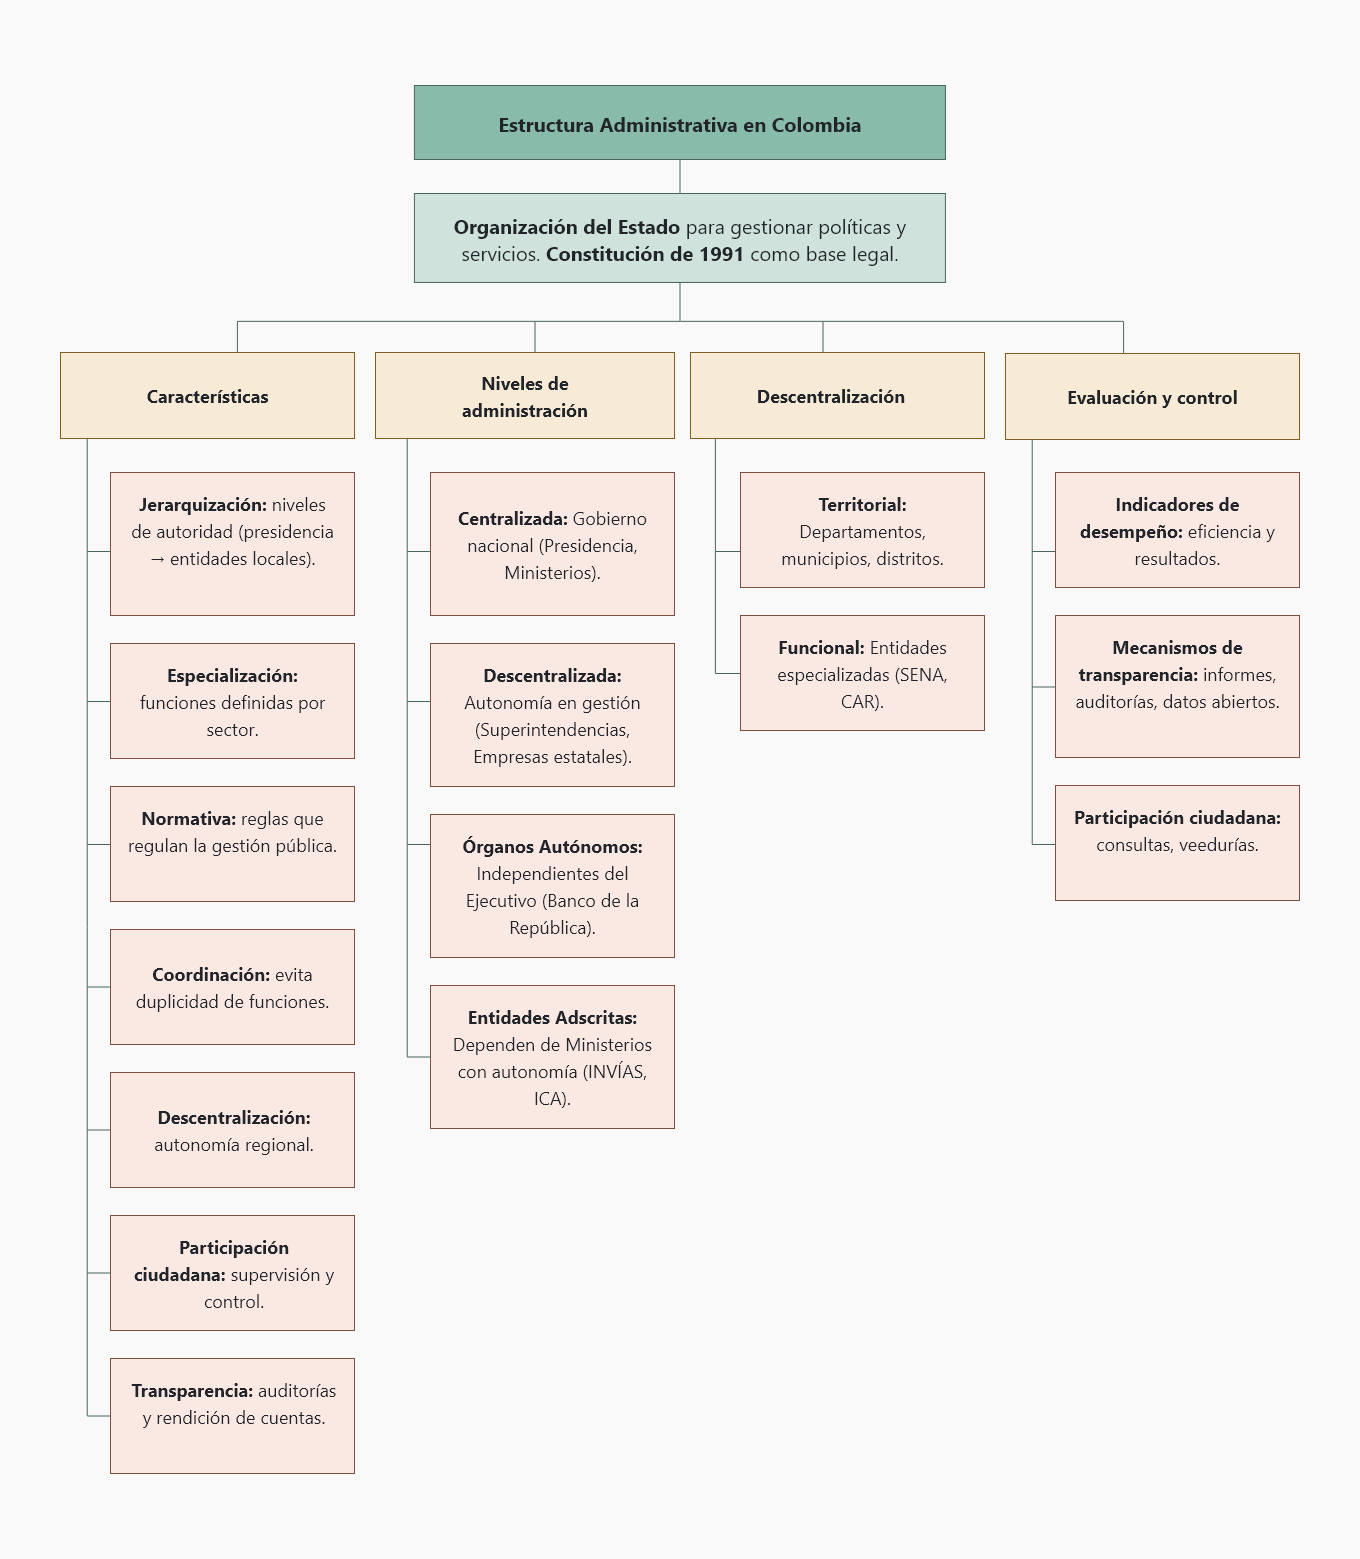 Estructura Administrativa en Colombia
Organización del Estado para gestionar políticas y
servicios. Constitución de 1991 como base legal.
Características
Jerarquización: niveles
de autoridad (presidencia
→ entidades locales).
Especialización:
funciones definidas por
sector.
Normativa: reglas que
regulan la gestión pública.
Coordinación: evita
duplicidad de funciones.
Descentralización:
autonomía regional.
Participación
ciudadana: supervisión y
control.
Transparencia: auditorías
y rendición de cuentas.
Niveles de
administración
Centralizada: Gobierno
nacional (Presidencia,
Ministerios).
Descentralizada:
Autonomía en gestión
(Superintendencias,
Empresas estatales).
Órganos Autónomos:
Independientes del
Ejecutivo (Banco de la
República).
Entidades Adscritas:
Dependen de Ministerios
con autonomía (INVÍAS,
ICA).
Descentralización
Territorial:
Departamentos,
municipios, distritos.
Funcional: Entidades
especializadas (SENA,
CAR).
Evaluación y control
Indicadores de
desempeño: eficiencia y
resultados.
Mecanismos de
transparencia: informes,
auditorías, datos abiertos.
Participación ciudadana:
consultas, veedurías.